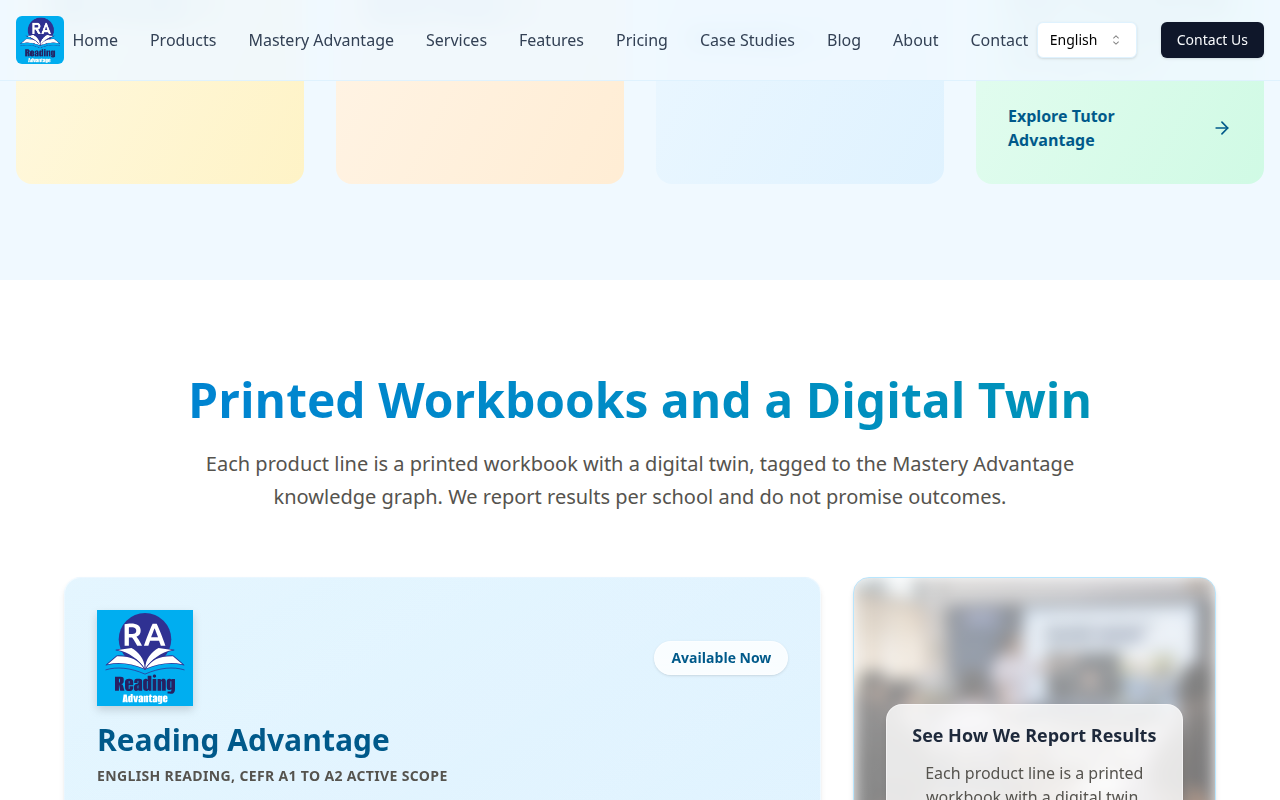 RA
Reading
Advantage
Home
Products
Mastery Advantage
Services
Features
Pricing
Case Studies
Blog
About
Contact
English
Contact Us
Explore Tutor
Advantage
Printed Workbooks and a Digital Twin
Each product line is a printed workbook with a digital twin, tagged to the Mastery Advantage
knowledge graph. We report results per school and do not promise outcomes.
RA
Reading
Advantage
Available Now
Reading Advantage
ENGLISH READING, CEFR A1 TO A2 ACTIVE SCOPE
See How We Report Results
Each product line is a printed
workbook with a digital twin